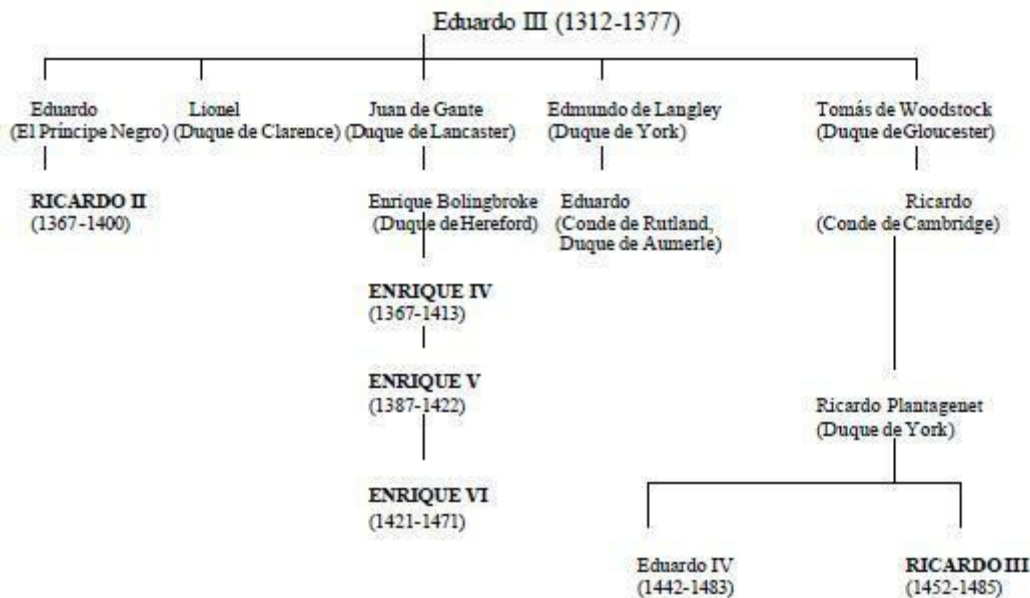 Eduardo III (1312-1377)
Eduardo
(El Príncipe Negro)
Lionel
(Duque de Clarence)
Juan de Gante
(Duque de Lancaster)
Edmundo de Langley
(Duque de York)
Tomás de Woodstock
(Duque de Gloucester)
RICARDO II
(1367-1400)
Enrique Bolingbroke
(Duque de Hereford)
Eduardo
(Conde de Rutland,
Duque de Aumerle)
Ricardo
(Conde de Cambridge)
ENRIQUE IV
(1367-1413)
ENRIQUE V
(1387-1422)
Ricardo Plantagenet
(Duque de York)
ENRIQUE VI
(1421-1471)
Eduardo IV
(1442-1483)
RICARDO III
(1452-1485)